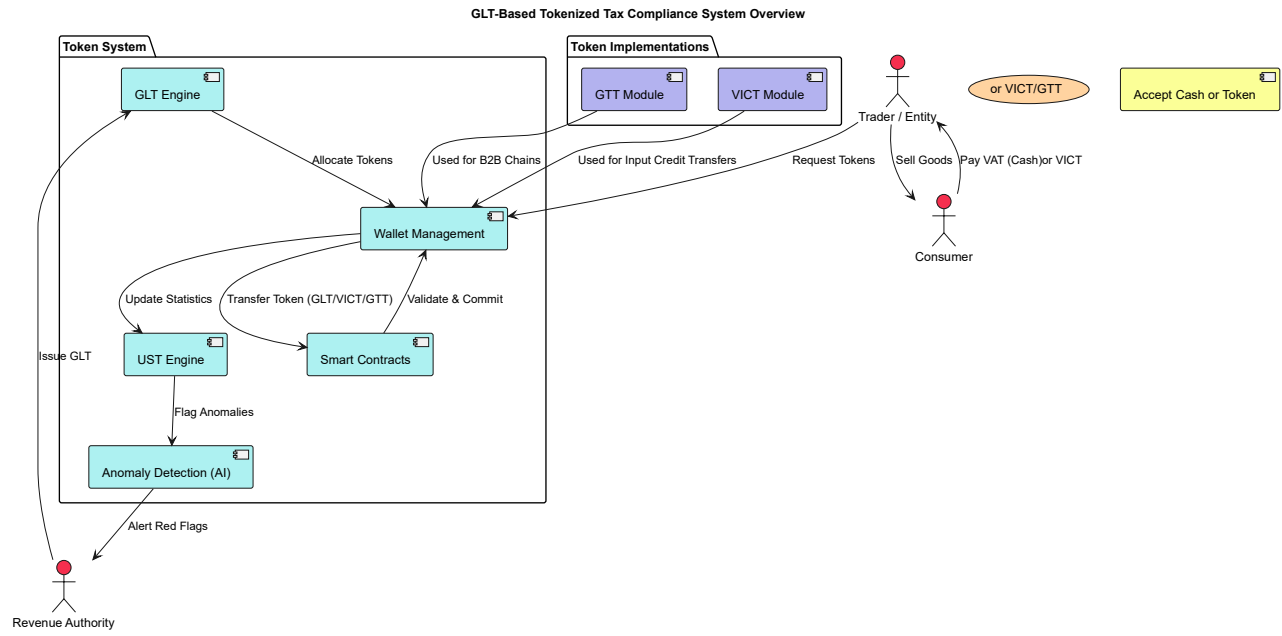 GLT-Based Tokenized Tax Compliance System Overview
Token System
Token Implementations
GLT Engine
GTT Module
VICT Module
Trader / Entity
or VICT/GTT
Accept Cash or Token
Allocate Tokens
Used for B2B Chains
Used for Input Credit Transfers
Request Tokens
Sell Goods
Pay VAT (Cash)or VICT
Wallet Management
Consumer
Update Statistics
Transfer Token (GLT/VICT/GTT)
Validate & Commit
Issue GLT
UST Engine
Smart Contracts
Flag Anomalies
Anomaly Detection (AI)
Alert Red Flags
Revenue Authority